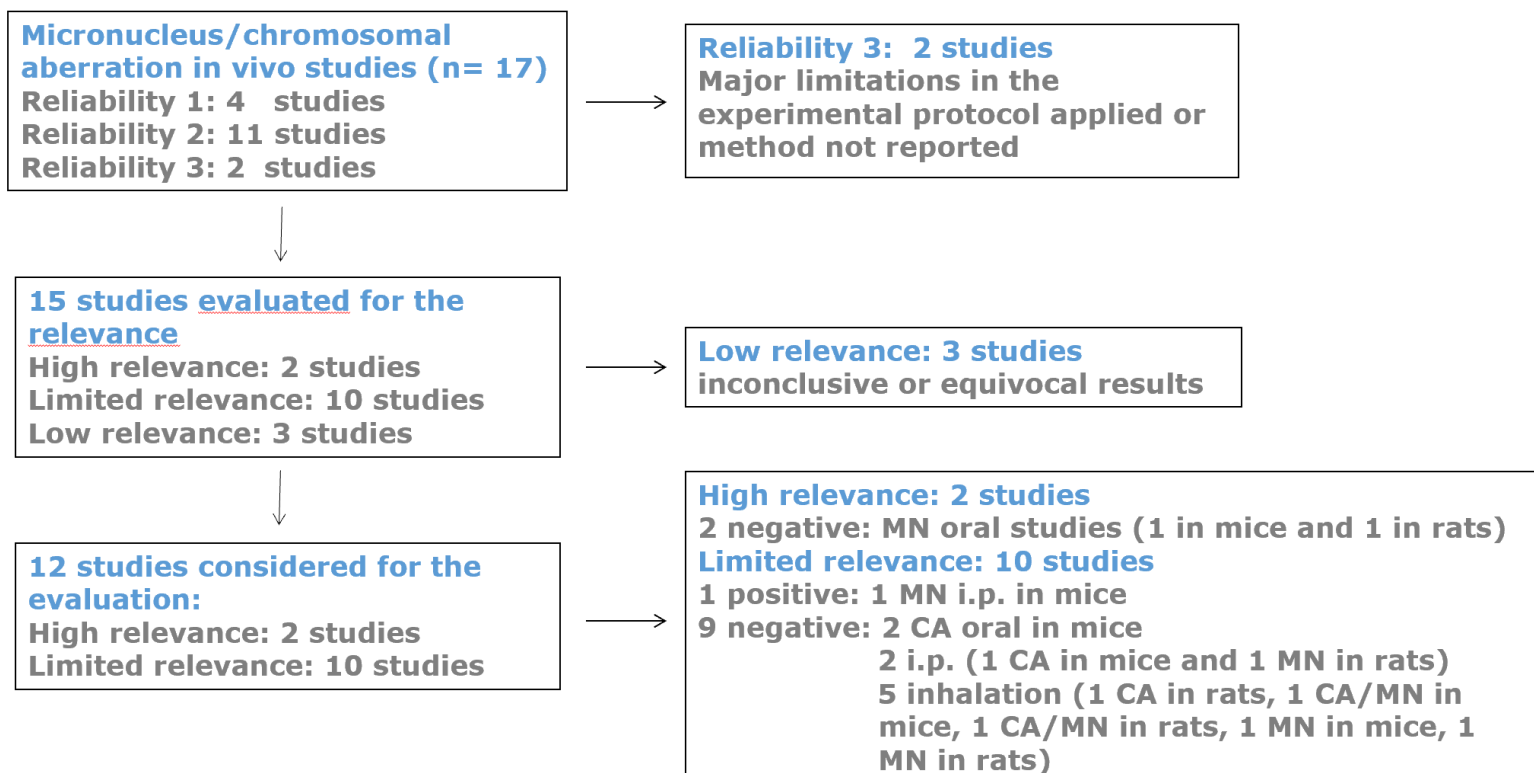 Micronucleus/chromosomal
aberration in vivo studies (n= 17)
Reliability 1: 4 studies
Reliability 2: 11 studies
Reliability 3: 2 studies
Reliability 3: 2 studies
Major limitations in the
experimental protocol applied or
method not reported
15 studies evaluated for the
relevance
High relevance: 2 studies
Limited relevance: 10 studies
Low relevance: 3 studies
Low relevance: 3 studies
inconclusive or equivocal results
12 studies considered for the
evaluation:
High relevance: 2 studies
Limited relevance: 10 studies
High relevance: 2 studies
2 negative: MN oral studies (1 in mice and 1 in rats)
Limited relevance: 10 studies
1 positive: 1 MN i.p. in mice
9 negative: 2 CA oral in mice
2 i.p. (1 CA in mice and 1 MN in rats)
5 inhalation (1 CA in rats, 1 CA/MN in
mice, 1 CA/MN in rats, 1 MN in mice, 1
MN in rats)